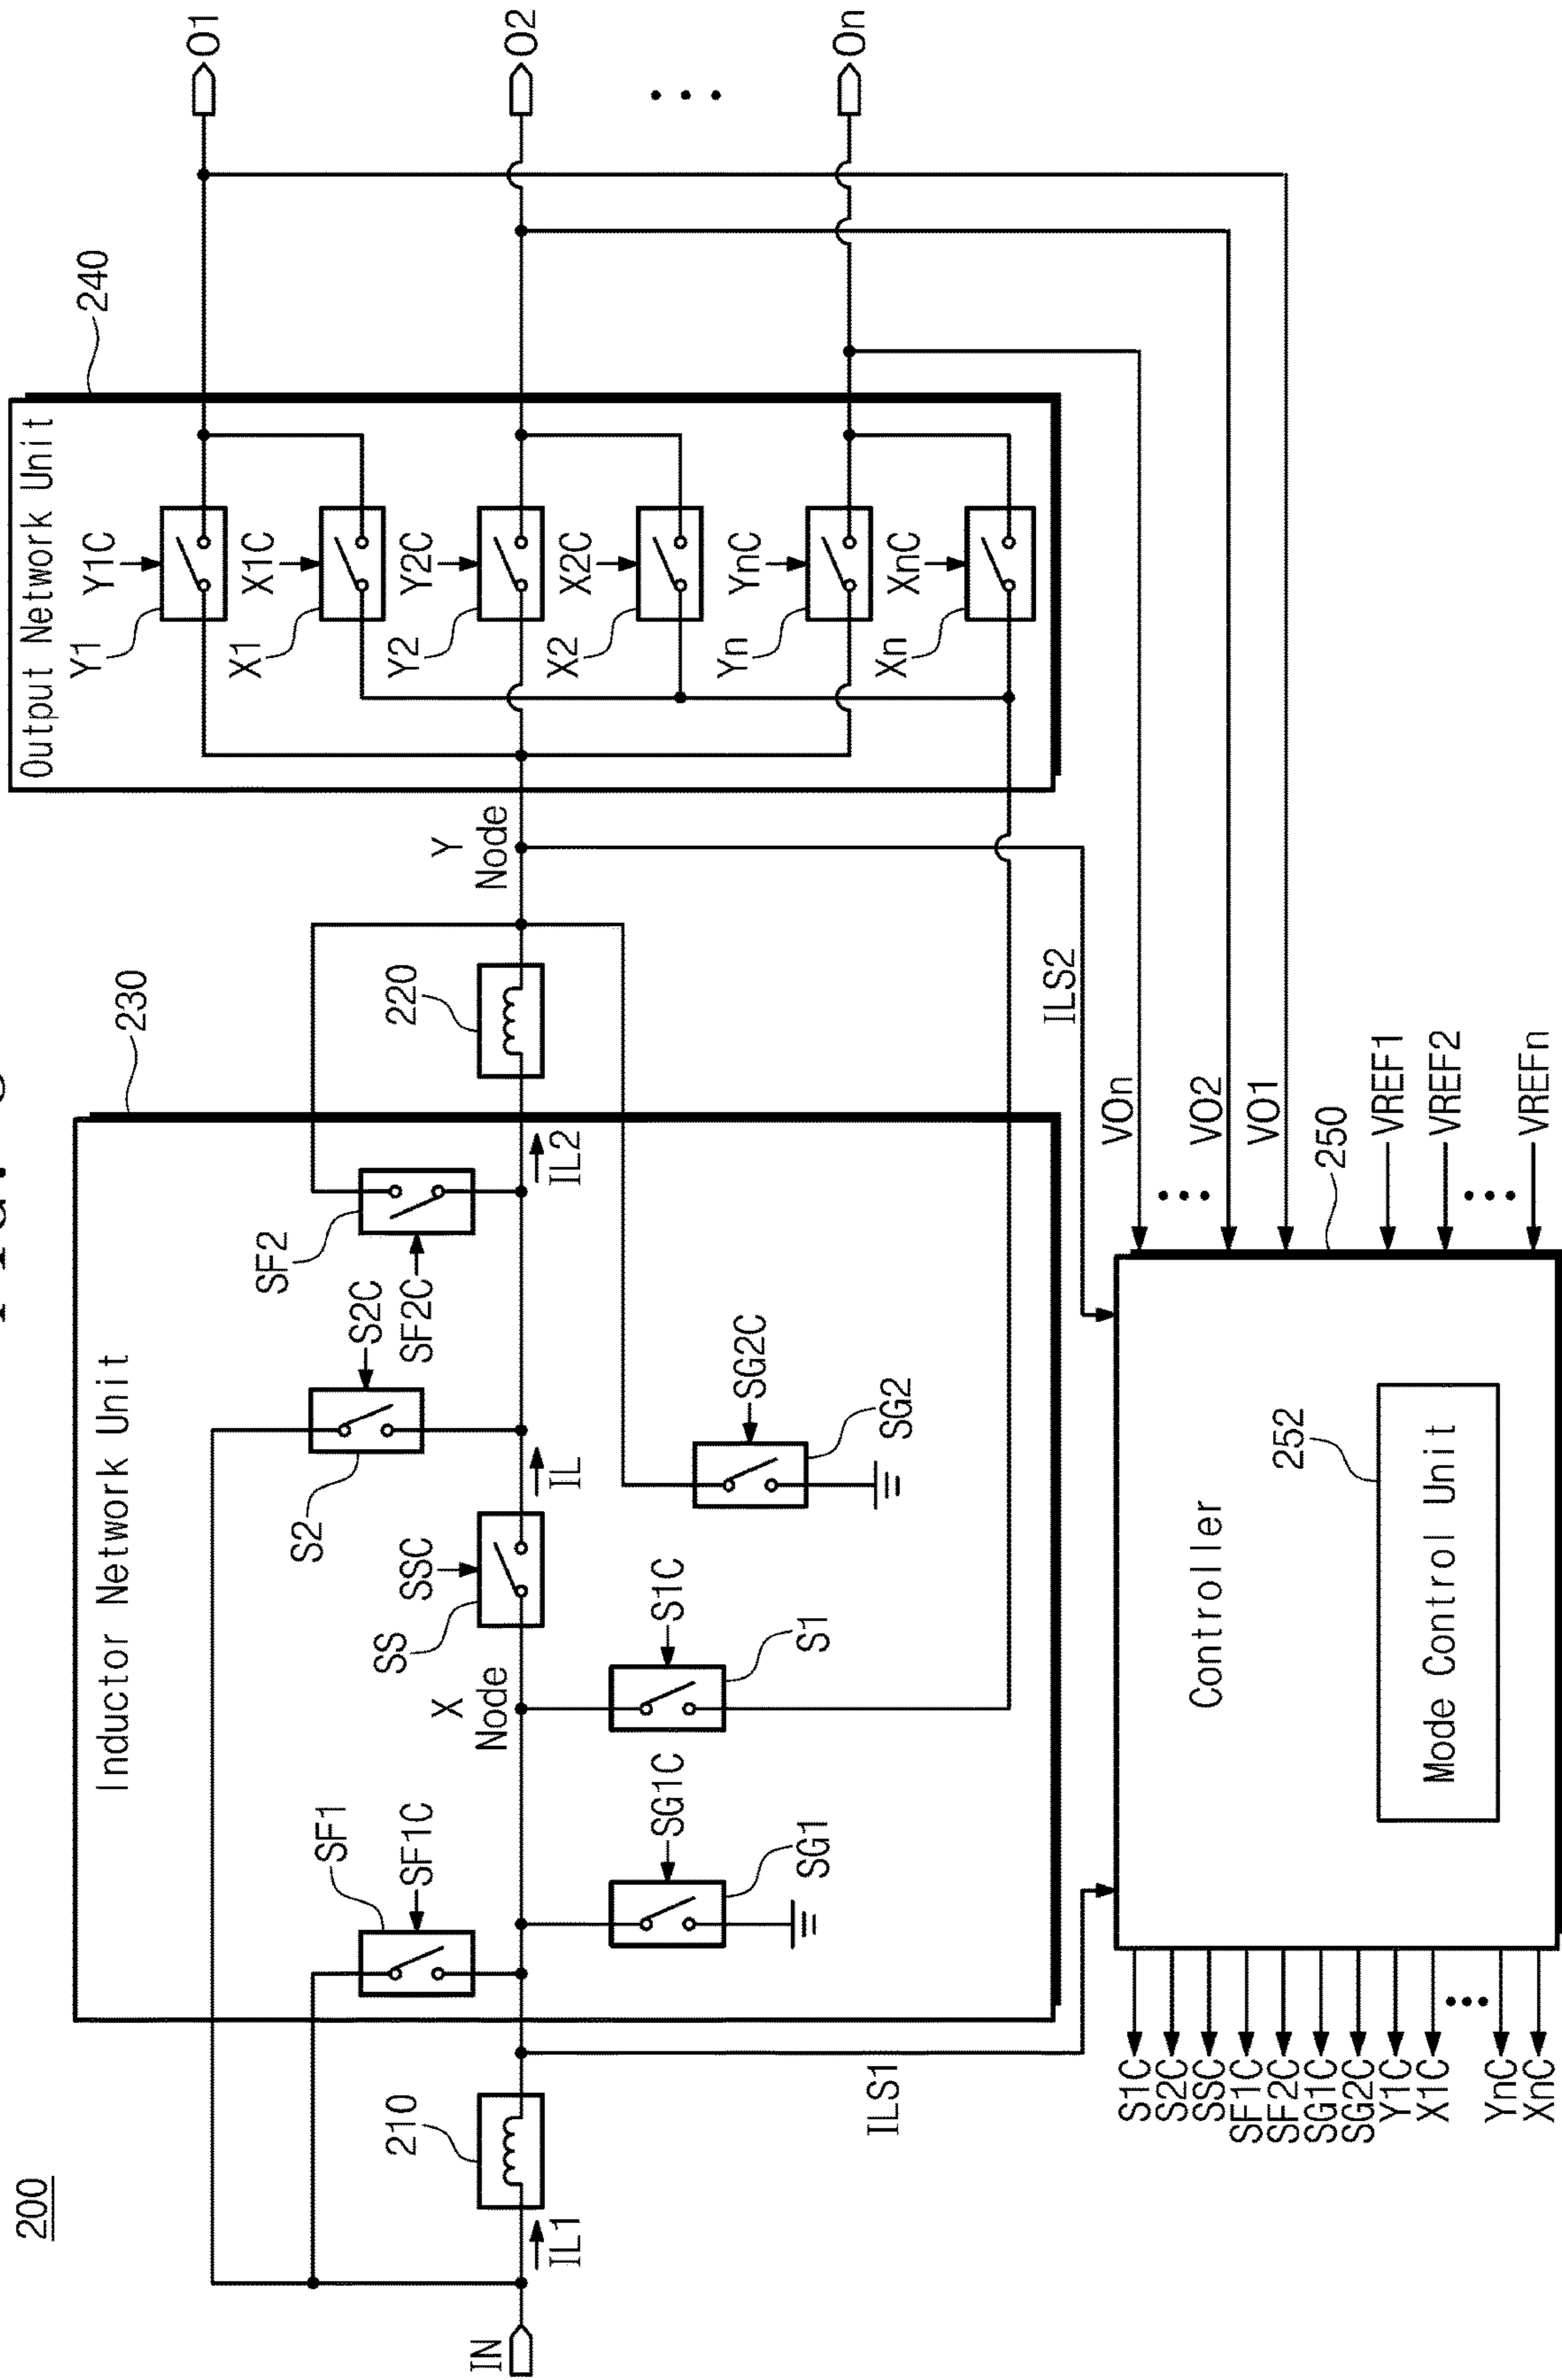 200
Inductor Network Unit
230
Output Network Unit
240
IN
IL1
210
ILS1
SF1
SF1C
SG1C
SG1
X
Node
S1C
S1
SS
SSC
IL
S2
S2C
SG2C
SG2
SF2
SF2C
IL2
220
Y
Node
ILS2
Y1
Y1C
X1
X1C
Y2
Y2C
X2
X2C
Yn
YnC
Xn
XnC
O1
O2
On
VOn
VO2
VO1
250
VREF1
VREF2
VREFn
Controller
252
Mode Control Unit
S1C
S2C
SSC
SF1C
SF2C
SG1C
SG2C
Y1C
X1C
YnC
XnC